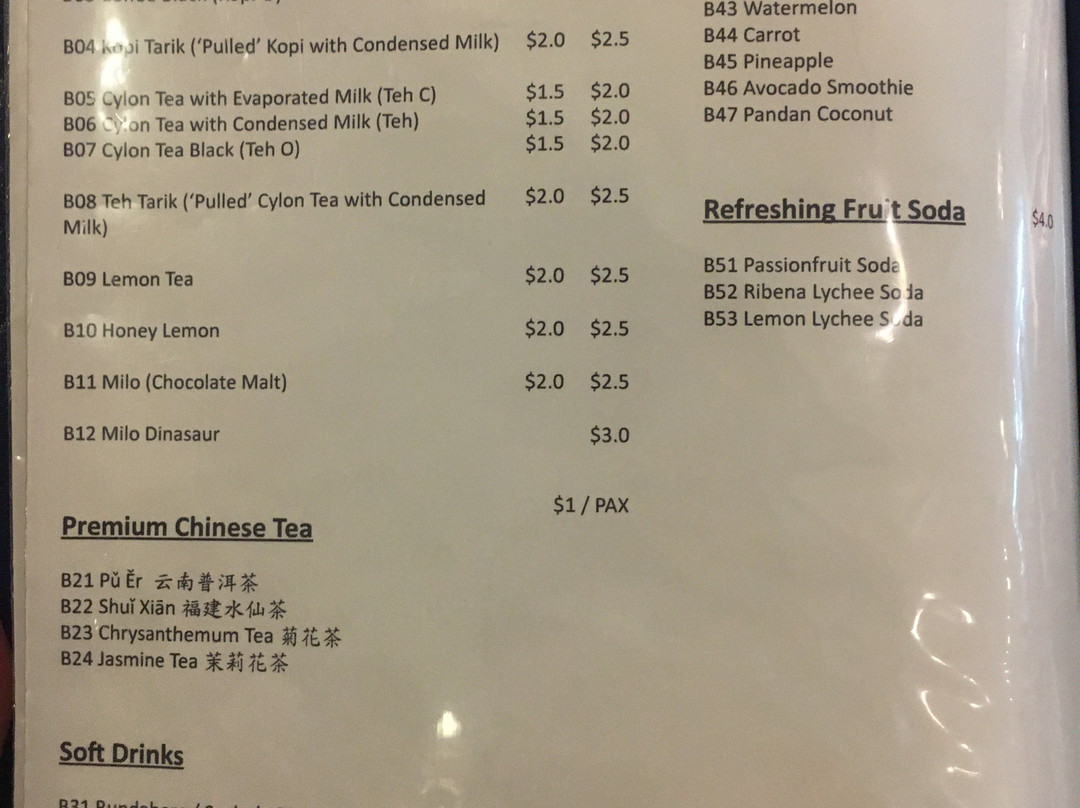 B04 Kopi Tarik ('Pulled' Kopi with Condensed Milk) $2.0 $2.5
B05 Cylon Tea with Evaporated Milk (Teh C) $1.5 $2.0
B06 Cylon Tea with Condensed Milk (Teh) $1.5 $2.0
B07 Cylon Tea Black (Teh O) $1.5 $2.0
B08 Teh Tarik ('Pulled' Cylon Tea with Condensed $2.0 $2.5
Milk)
B09 Lemon Tea $2.0 $2.5
B10 Honey Lemon $2.0 $2.5
B11 Milo (Chocolate Malt) $2.0 $2.5
B12 Milo Dinasaur $3.0
$1 / PAX
Premium Chinese Tea
B21 Pǔ Ěr 云南普洱茶
B22 Shuǐ Xiān 福建水仙茶
B23 Chrysanthemum Tea 菊花茶
B24 Jasmine Tea 茉莉花茶
Soft Drinks
B31
B43 Watermelon
B44 Carrot
B45 Pineapple
B46 Avocado Smoothie
B47 Pandan Coconut
Refreshing Fruit Soda $4.0
B51 Passionfruit Soda
B52 Ribena Lychee Soda
B53 Lemon Lychee Soda